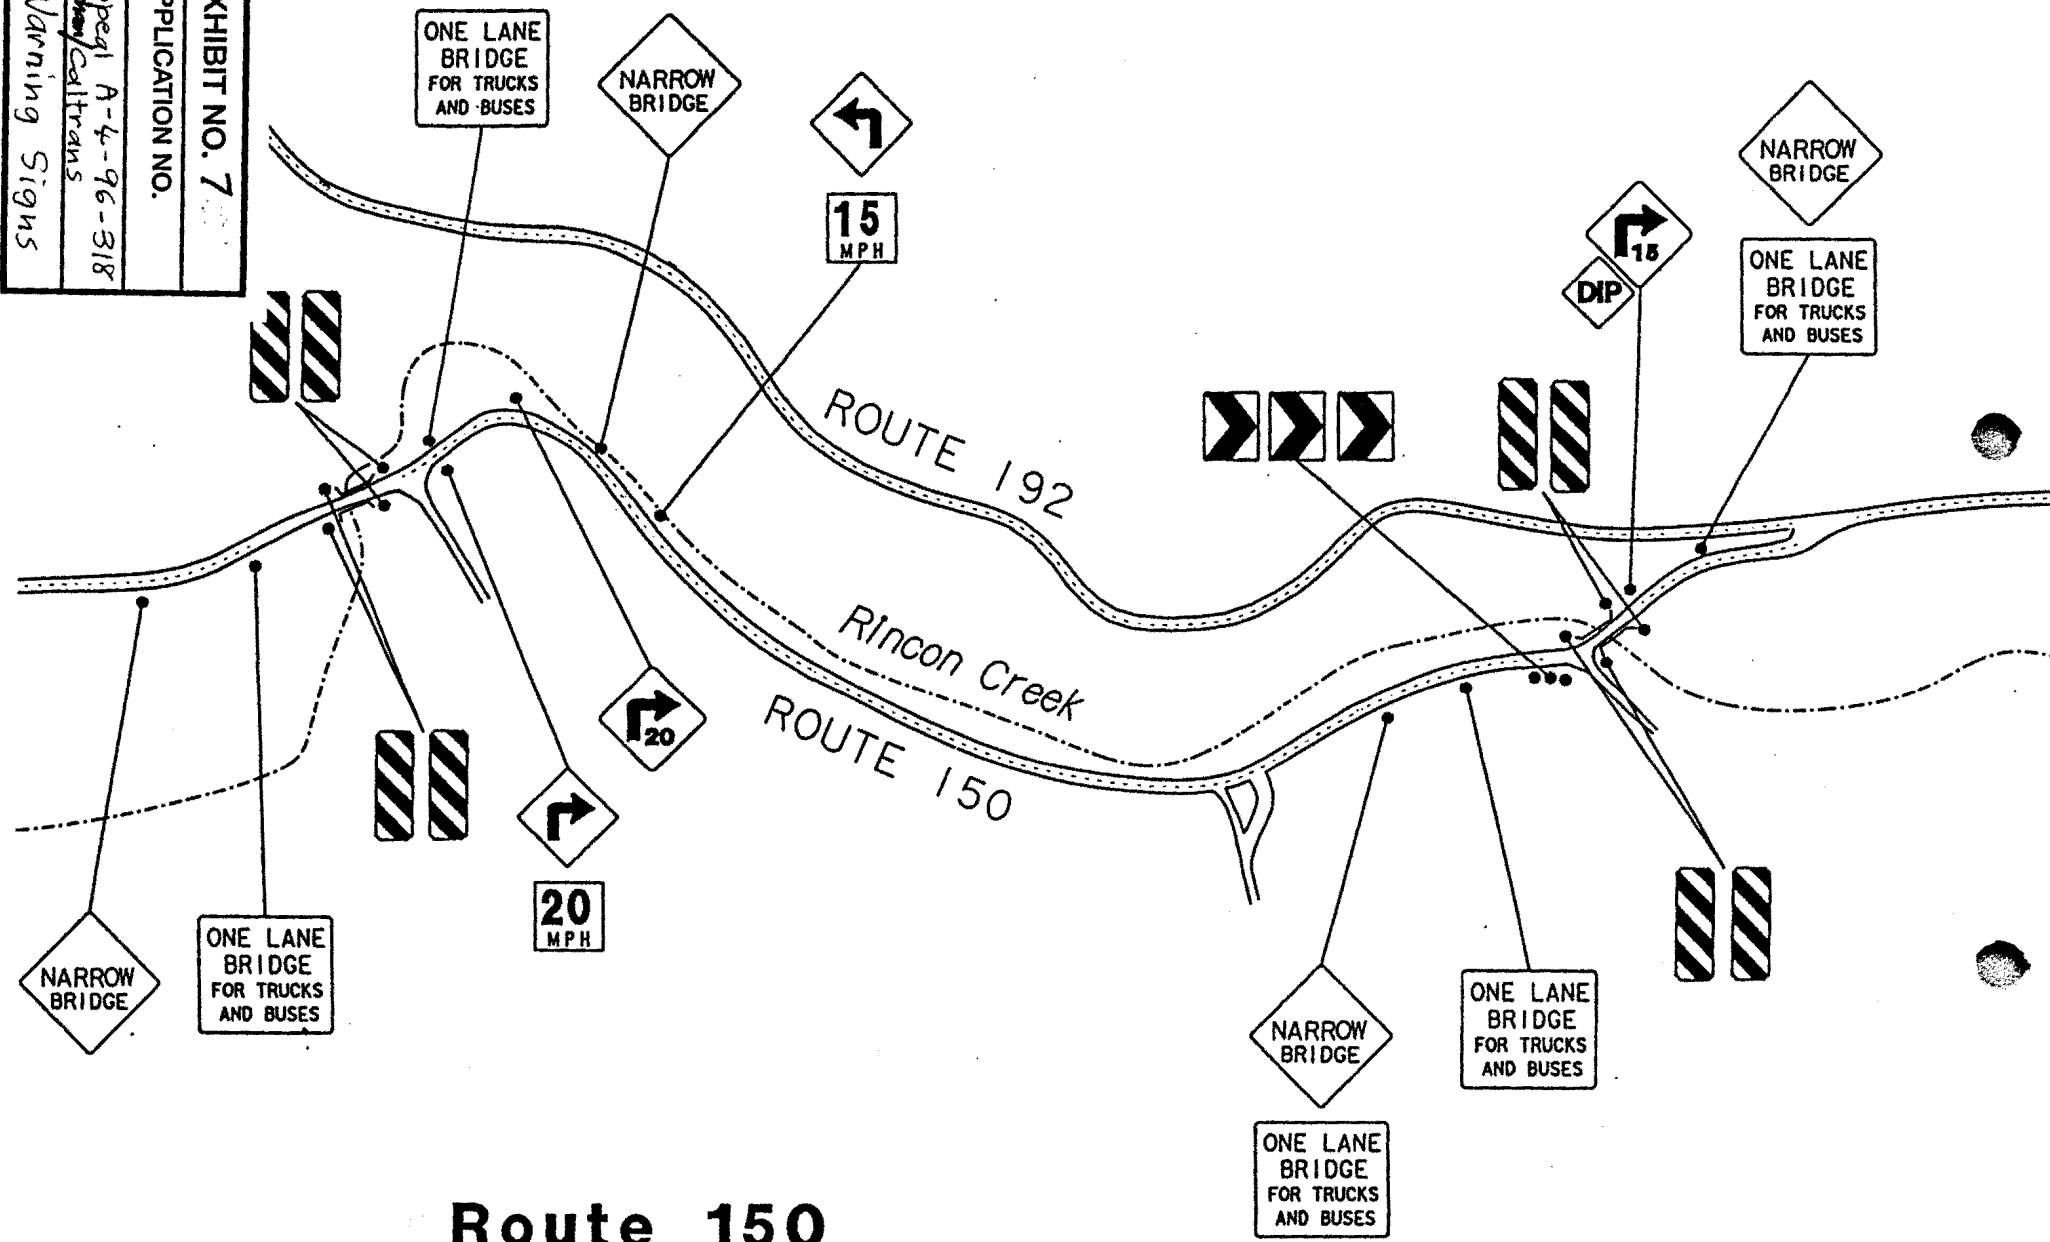 XHIBIT NO. 7
PPLICATION NO.
peal A-4-96-318
Caltrans
Warning Signs
ONE LANE
BRIDGE
FOR TRUCKS
AND BUSES
NARROW
BRIDGE
15
MPH
NARROW
BRIDGE
15
DIP
ONE LANE
BRIDGE
FOR TRUCKS
AND BUSES
ROUTE 192
Rincon Creek
ROUTE 150
20
20
MPH
NARROW
BRIDGE
ONE LANE
BRIDGE
FOR TRUCKS
AND BUSES
NARROW
BRIDGE
ONE LANE
BRIDGE
FOR TRUCKS
AND BUSES
ONE LANE
BRIDGE
FOR TRUCKS
AND BUSES
Route 150